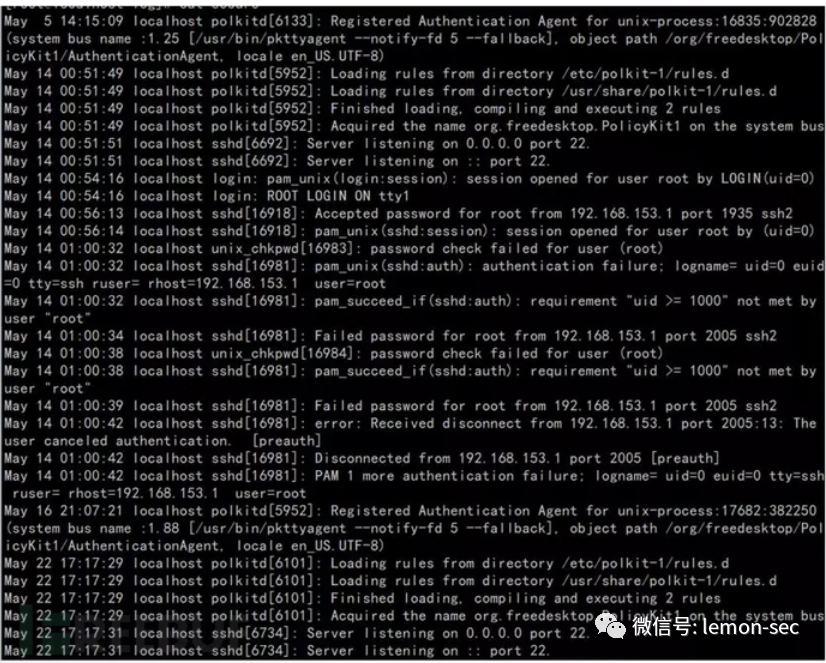 May  5 14:15:09 localhost polkitd[6133]: Registered Authentication Agent for unix-process:16835:902828
(system bus name :1.25 [/usr/bin/pkttyagent --notify-fd 5 --fallback], object path /org/freedesktop/Pol
icyKit1/AuthenticationAgent, locale en_US.UTF-8)
May 14 00:51:49 localhost polkitd[5952]: Loading rules from directory /etc/polkit-1/rules.d
May 14 00:51:49 localhost polkitd[5952]: Loading rules from directory /usr/share/polkit-1/rules.d
May 14 00:51:49 localhost polkitd[5952]: Finished loading, compiling and executing 2 rules
May 14 00:51:49 localhost polkitd[5952]: Acquired the name org.freedesktop.PolicyKit1 on the system bus
May 14 00:51:51 localhost sshd[6692]: Server listening on 0.0.0.0 port 22.
May 14 00:51:51 localhost sshd[6692]: Server listening on :: port 22.
May 14 00:54:16 localhost login: pam_unix(login:session): session opened for user root by LOGIN(uid=0)
May 14 00:54:16 localhost login: ROOT LOGIN ON tty1
May 14 00:56:13 localhost sshd[16918]: Accepted password for root from 192.168.153.1 port 1935 ssh2
May 14 00:56:14 localhost sshd[16918]: pam_unix(sshd:session): session opened for user root by (uid=0)
May 14 01:00:32 localhost unix_chkpwd[16983]: password check failed for user (root)
May 14 01:00:32 localhost sshd[16981]: pam_unix(sshd:auth): authentication failure; logname= uid=0 euid
=0 tty=ssh ruser= rhost=192.168.153.1  user=root
May 14 01:00:32 localhost sshd[16981]: pam_succeed_if(sshd:auth): requirement "uid >= 1000" not met by
user "root"
May 14 01:00:34 localhost sshd[16981]: Failed password for root from 192.168.153.1 port 2005 ssh2
May 14 01:00:38 localhost unix_chkpwd[16984]: password check failed for user (root)
May 14 01:00:38 localhost sshd[16981]: pam_succeed_if(sshd:auth): requirement "uid >= 1000" not met by
user "root"
May 14 01:00:39 localhost sshd[16981]: Failed password for root from 192.168.153.1 port 2005 ssh2
May 14 01:00:42 localhost sshd[16981]: error: Received disconnect from 192.168.153.1 port 2005:13: The
user canceled authentication.  [preauth]
May 14 01:00:42 localhost sshd[16981]: Disconnected from 192.168.153.1 port 2005 [preauth]
May 14 01:00:42 localhost sshd[16981]: PAM 1 more authentication failure; logname= uid=0 euid=0 tty=ssh
ruser= rhost=192.168.153.1  user=root
May 16 21:07:21 localhost polkitd[5952]: Registered Authentication Agent for unix-process:17682:382250
(system bus name :1.88 [/usr/bin/pkttyagent --notify-fd 5 --fallback], object path /org/freedesktop/Pol
icyKit1/AuthenticationAgent, locale en_US.UTF-8)
May 22 17:17:29 localhost polkitd[6101]: Loading rules from directory /etc/polkit-1/rules.d
May 22 17:17:29 localhost polkitd[6101]: Loading rules from directory /usr/share/polkit-1/rules.d
May 22 17:17:29 localhost polkitd[6101]: Finished loading, compiling and executing 2 rules
May 22 17:17:29 localhost polkitd[6101]: Acquired the name org.freedesktop.PolicyKit1 on the system bus
May 22 17:17:31 localhost sshd[6734]: Server listening on 0.0.0.0 port 22.
May 22 17:17:31 localhost sshd[6734]: Server listening on :: port 22.
微信号: lemon-sec